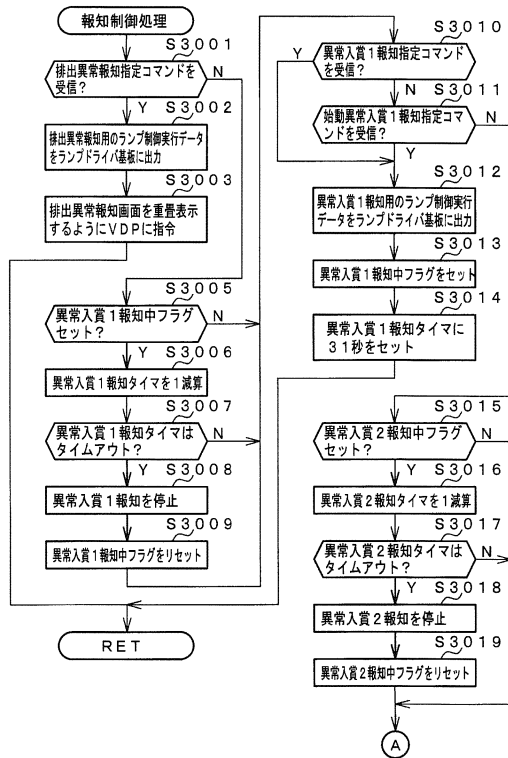 報知制御処理
S3001
排出異常報知指定コマンドを
受信?
N
Y
S3002
排出異常報知用のランプ制御実行データ
をランプドライバ基板に出力
S3003
排出異常報知画面を重畳表示
するようにVDPに指令
S3005
異常入賞1報知中フラグ
セット?
N
Y
S3006
異常入賞1報知タイマを1減算
S3007
異常入賞1報知タイマは
タイムアウト?
N
Y
S3008
異常入賞1報知を停止
S3009
異常入賞1報知中フラグをリセット
RET
S3010
Y
異常入賞1報知指定コマンド
を受信?
N
S3011
始動異常入賞1報知指定コマ
ンドを受信?
N
Y
S3012
異常入賞1報知用のランプ制御実行
データをランプドライバ基板に出力
S3013
異常入賞1報知中フラグをセット
S3014
異常入賞1報知タイマに
31秒をセット
S3015
異常入賞2報知中フラグ
セット?
N
Y
S3016
異常入賞2報知タイマを1減算
S3017
異常入賞2報知タイマは
タイムアウト?
N
Y
S3018
異常入賞2報知を停止
S3019
異常入賞2報知中フラグをリセット
A